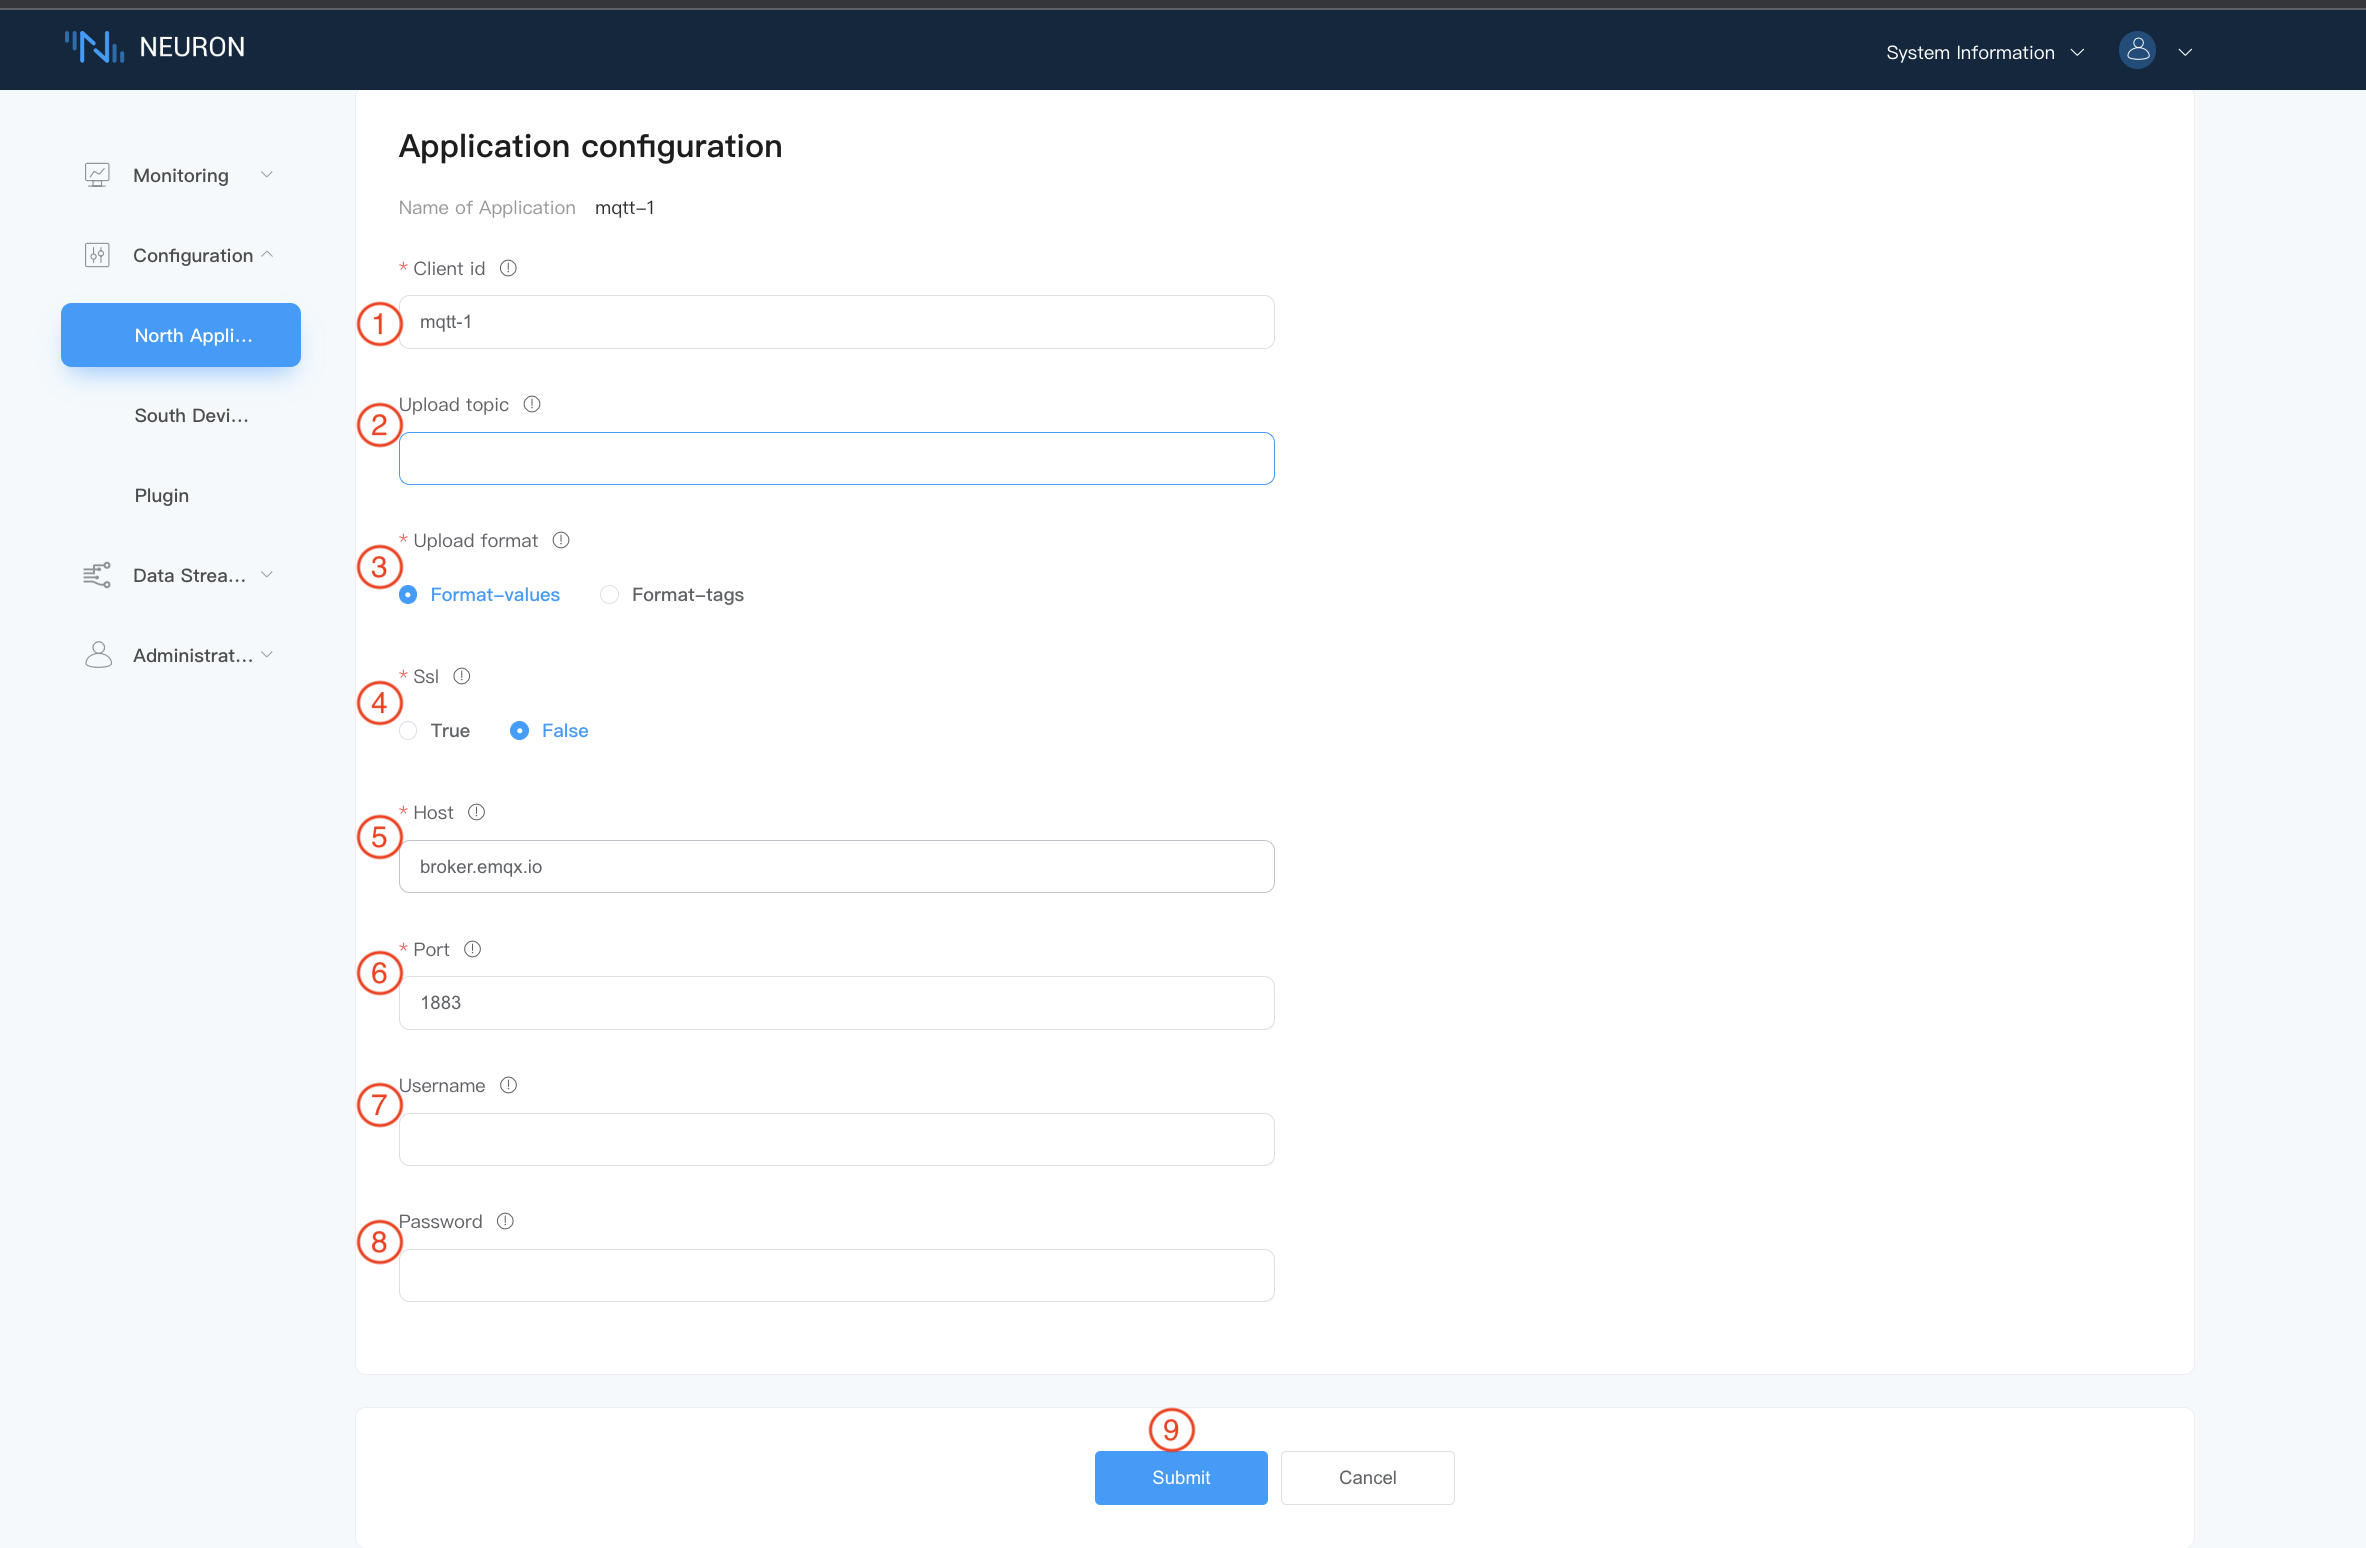 NEURON
System Information
Monitoring
Configuration
North Appli...
South Devi...
Plugin
Data Strea...
Administrat...
Application configuration
Name of Application mqtt-1
* Client id
1 mqtt-1
Upload topic
2
* Upload format
3
Format-values Format-tags
* Ssl
4
True False
* Host
5
broker.emqx.io
* Port
6
1883
Username
7
Password
8
9
Submit Cancel